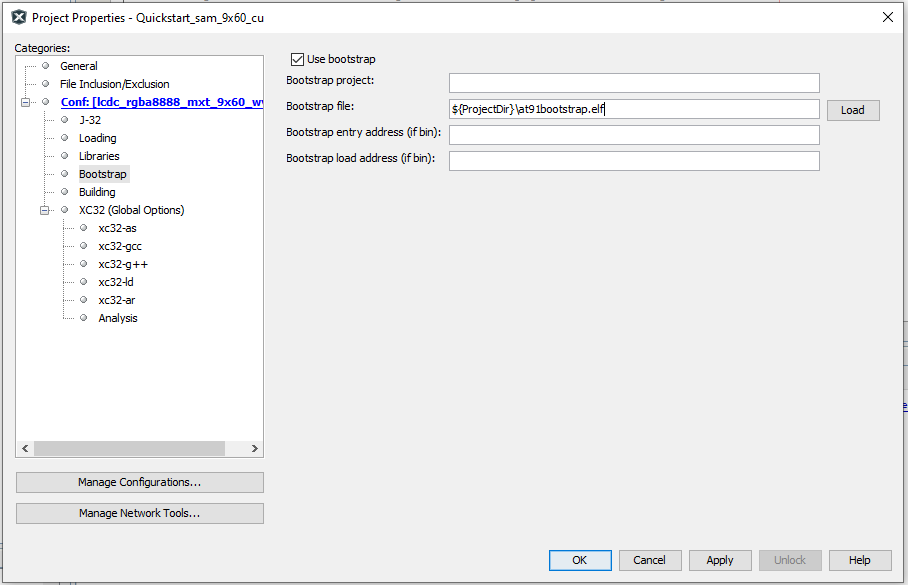 Project Properties - Quickstart_sam_9x60_cu
Categories:
General
File Inclusion/Exclusion
Conf: [lcdc_rgba8888_mxt_9x60_wv
J-32
Loading
Libraries
Bootstrap
Building
XC32 (Global Options)
xc32-as
xc32-gcc
xc32-g++
xc32-ld
xc32-ar
Analysis
Manage Configurations...
Manage Network Tools...
Use bootstrap
Bootstrap project:
Bootstrap file: ${ProjectDir}\at91bootstrap.elf Load
Bootstrap entry address (if bin):
Bootstrap load address (if bin):
OK Cancel Apply Unlock Help